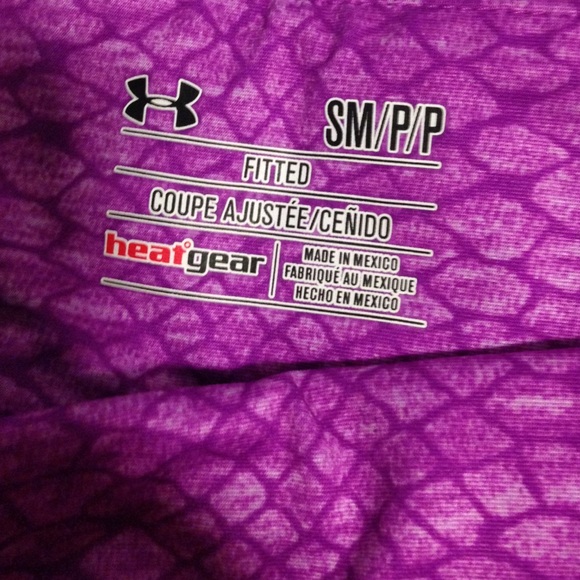 SM/P/P
FITTED
COUPE AJUSTÉE/CEÑIDO
heatgear
MADE IN MEXICO
FABRIQUÉ AU MEXIQUE
HECHO EN MEXICO